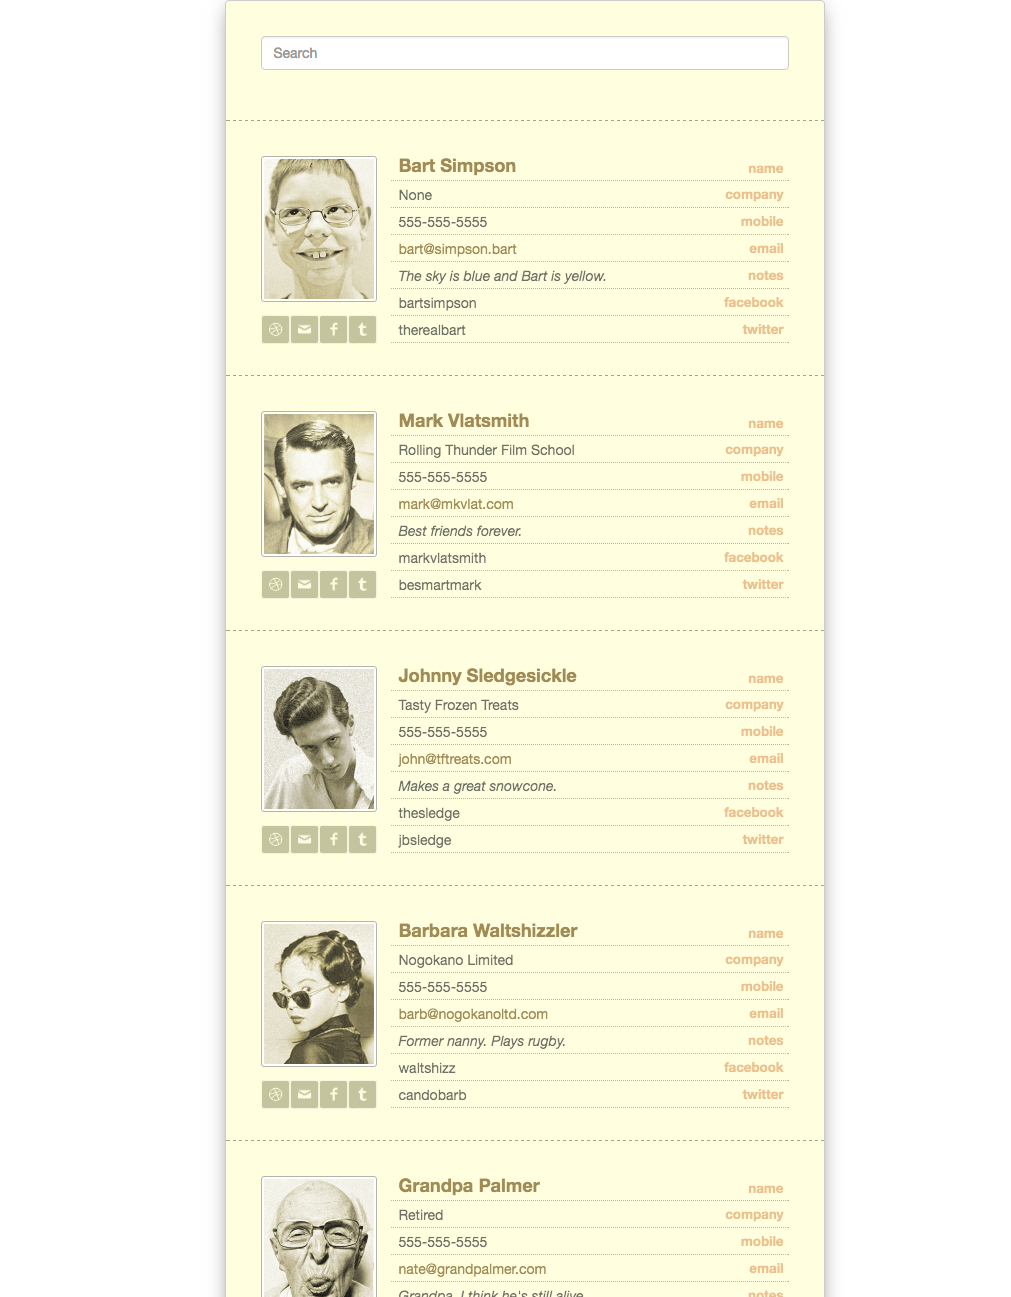 Search
Bart Simpson name
None company
555-555-5555 mobile
bart@simpson.bart email
The sky is blue and Bart is yellow. notes
bartsimpson facebook
therealbart twitter
Mark Vlatsmith name
Rolling Thunder Film School company
555-555-5555 mobile
mark@mkvlat.com email
Best friends forever. notes
markvlatsmith facebook
besmartmark twitter
Johnny Sledgesickle name
Tasty Frozen Treats company
555-555-5555 mobile
john@tftreats.com email
Makes a great snowcone. notes
thesledge facebook
jbsledge twitter
Barbara Waltshizzler name
Nogokano Limited company
555-555-5555 mobile
barb@nogokanoltd.com email
Former nanny. Plays rugby. notes
waltshizz facebook
candobarb twitter
Grandpa Palmer name
Retired company
555-555-5555 mobile
nate@grandpalmer.com email
Grandpa. I think he's still alive. notes